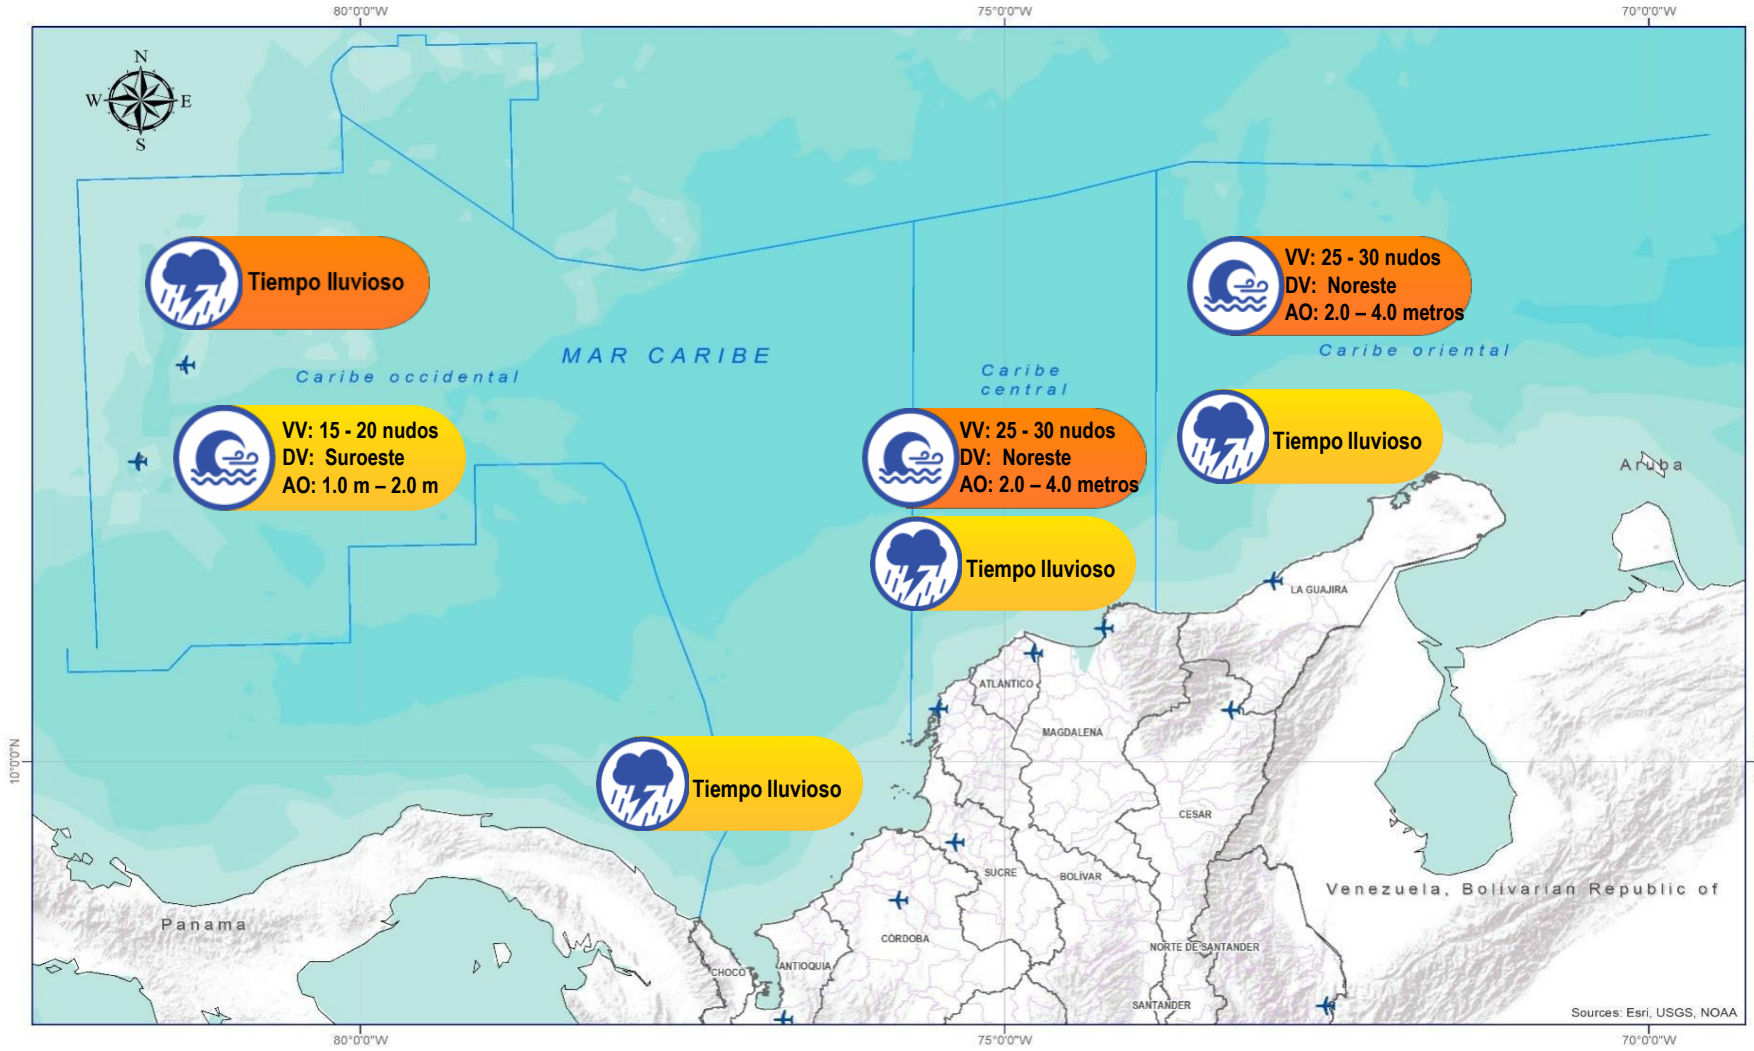 80°0'0"W
75°0'0"W
70°0'0"W
N
W
E
S
Tiempo lluvioso
VV: 25 - 30 nudos
DV:  Noreste
AO: 2.0 – 4.0 metros
MAR CARIBE
Caribe oriental
Caribe occidental
Caribe
central
VV: 15 - 20 nudos
DV:  Suroeste
AO: 1.0 m – 2.0 m
VV: 25 - 30 nudos
DV:  Noreste
AO: 2.0 – 4.0 metros
Tiempo lluvioso
Aruba
Tiempo lluvioso
LA GUAJIRA
ATLÁNTICO
MAGDALENA
10°0'0"N
Tiempo lluvioso
CESAR
SUCRE
BOLÍVAR
Venezuela, Bolivarian Republic of
Panama
CÓRDOBA
NORTE DE SANTANDER
CHOCÓ
ANTIOQUIA
SANTANDER
Sources: Esri, USGS, NOAA
80°0'0"W
75°0'0"W
70°0'0"W